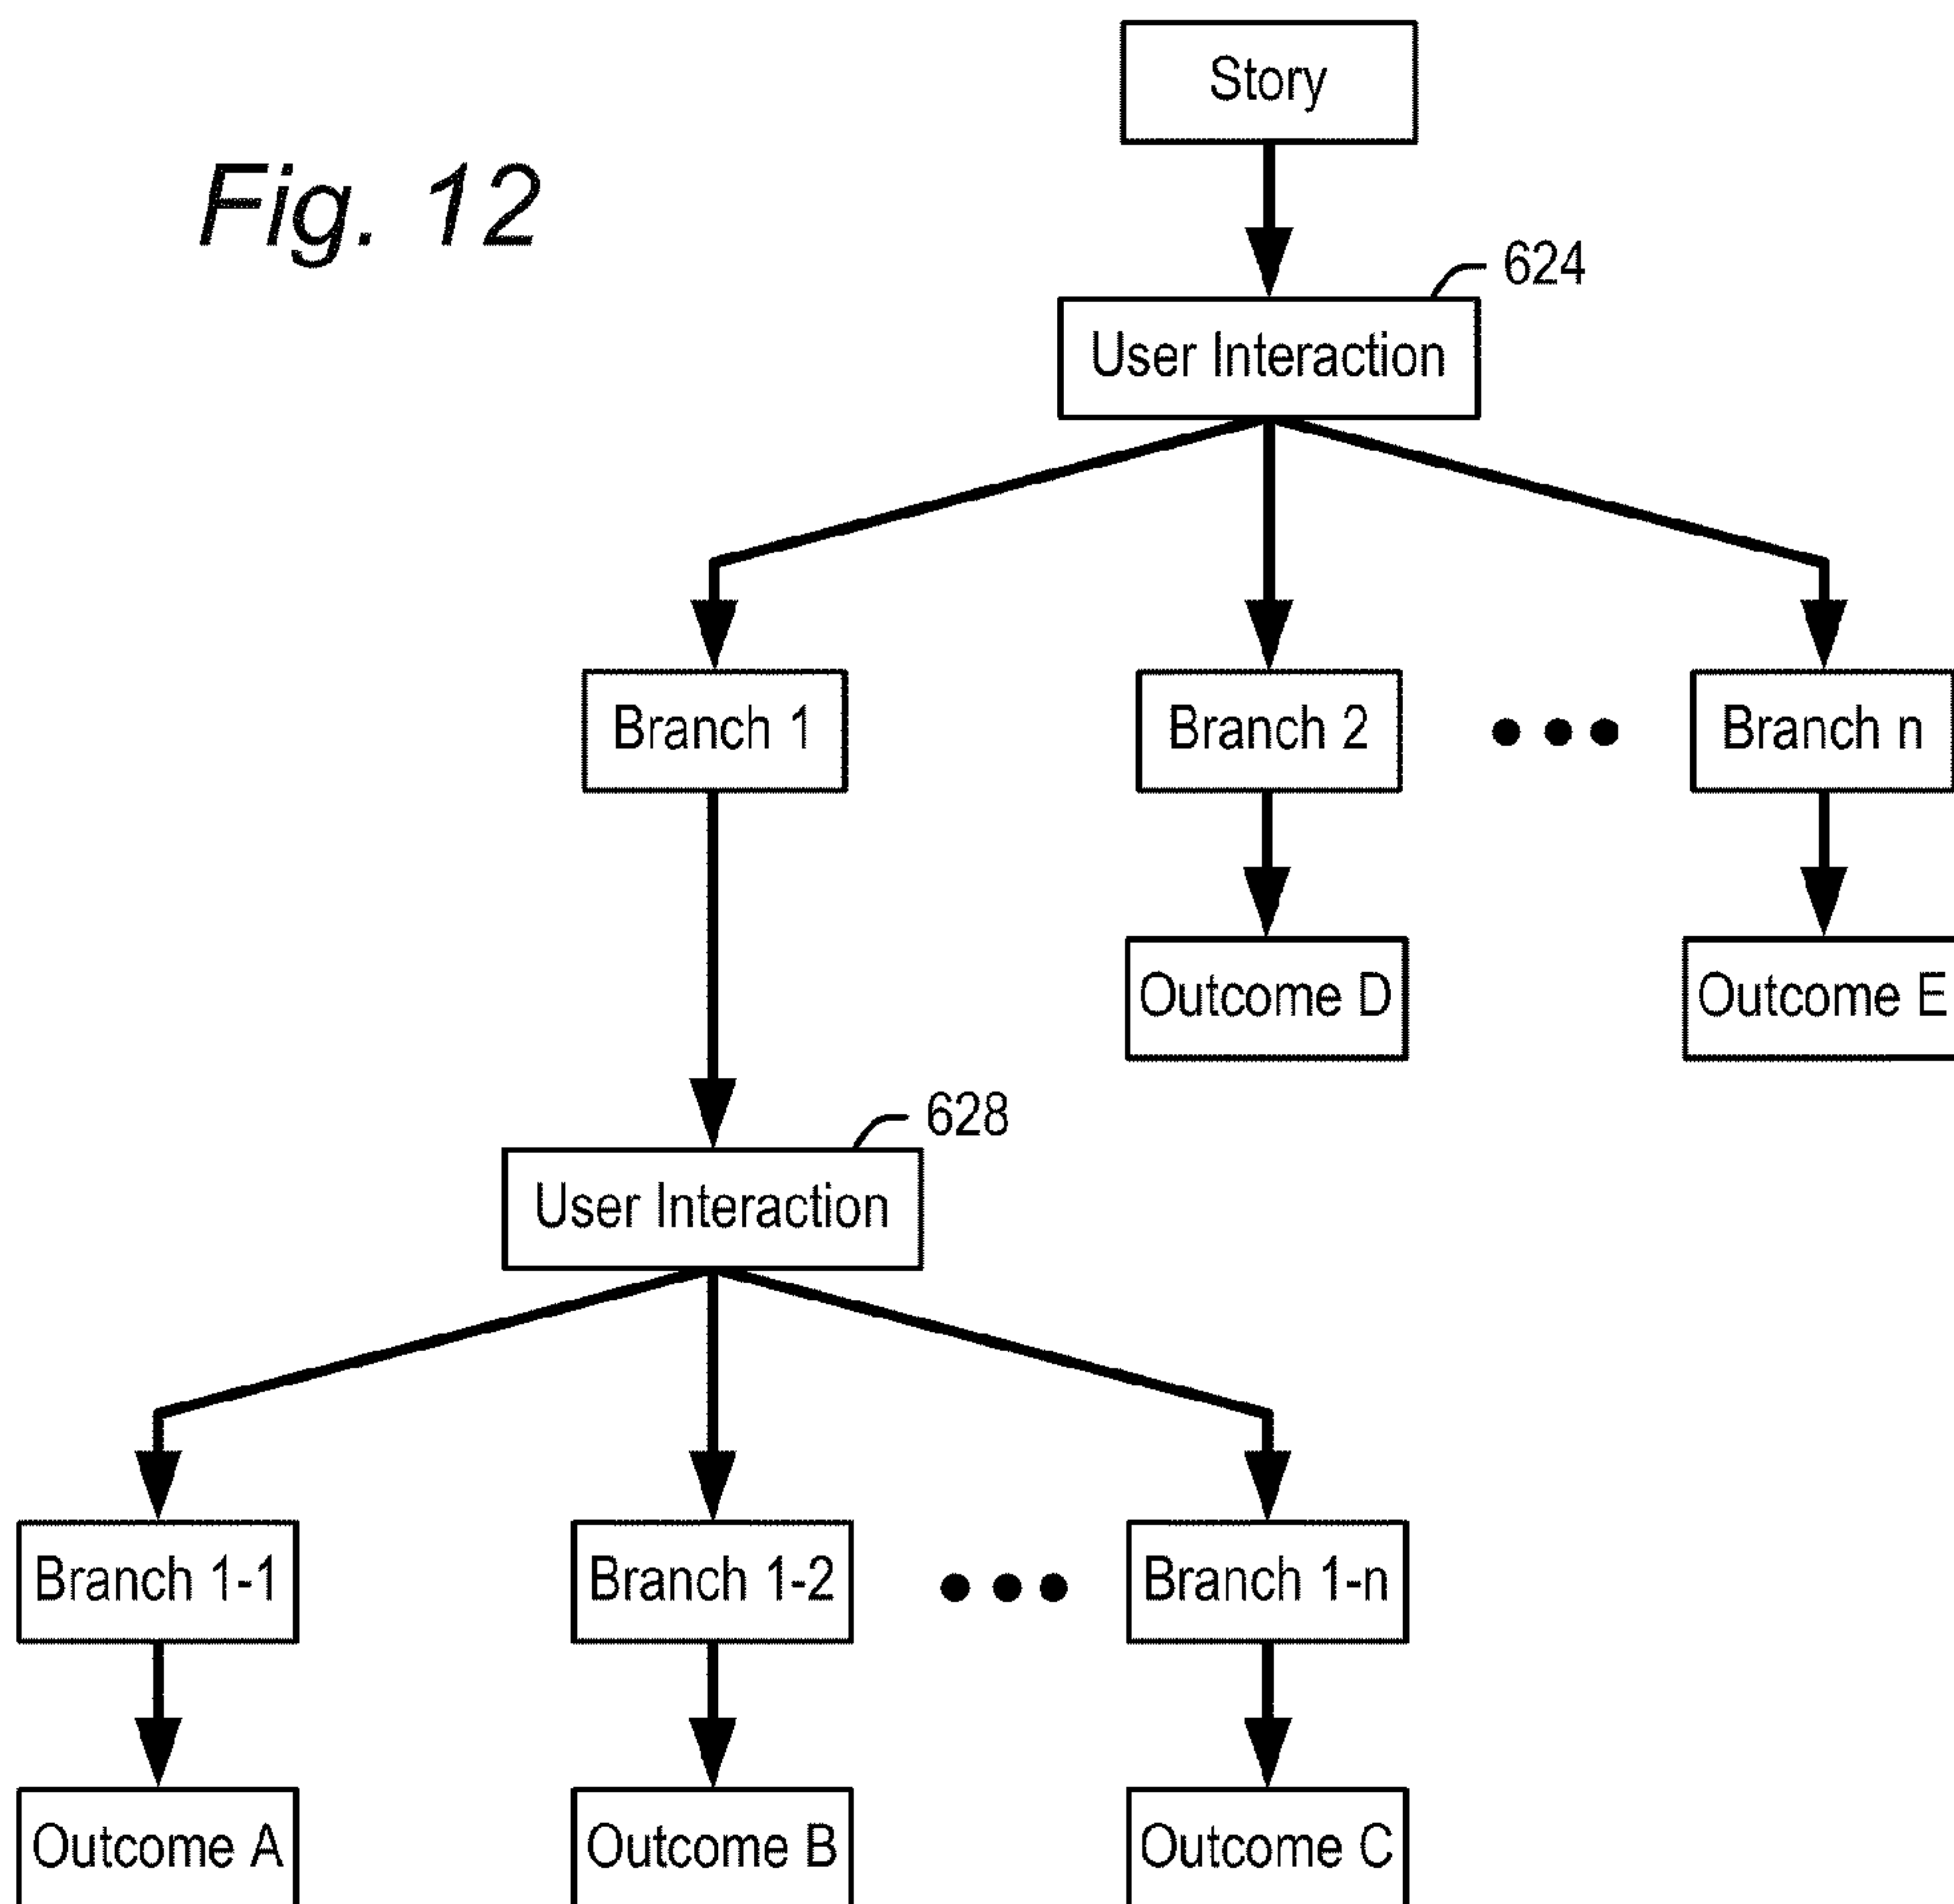 Fig. 12
Story
624
User Interaction
Branch 1
Branch 2
Branch n
Outcome D
Outcome E
628
User Interaction
Branch 1-1
Branch 1-2
Branch 1-n
Outcome A
Outcome B
Outcome C